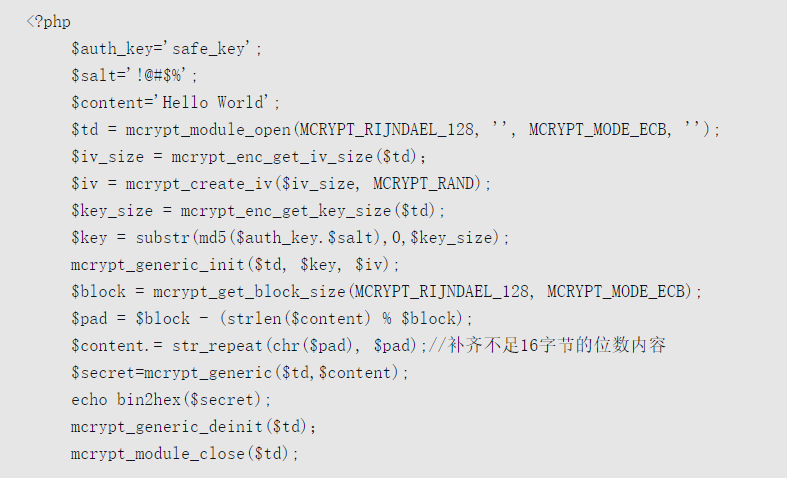 <?php
$auth_key='safe_key';
$salt='!@#$%';
$content='Hello World';
$td = mcrypt_module_open(MCRYPT_RIJNDAEL_128, '', MCRYPT_MODE_ECB, '');
$iv_size = mcrypt_enc_get_iv_size($td);
$iv = mcrypt_create_iv($iv_size, MCRYPT_RAND);
$key_size = mcrypt_enc_get_key_size($td);
$key = substr(md5($auth_key.$salt),0,$key_size);
mcrypt_generic_init($td, $key, $iv);
$block = mcrypt_get_block_size(MCRYPT_RIJNDAEL_128, MCRYPT_MODE_ECB);
$pad = $block - (strlen($content) % $block);
$content.= str_repeat(chr($pad), $pad);//补齐不足16字节的位数内容
$secret=mcrypt_generic($td,$content);
echo bin2hex($secret);
mcrypt_generic_deinit($td);
mcrypt_module_close($td);